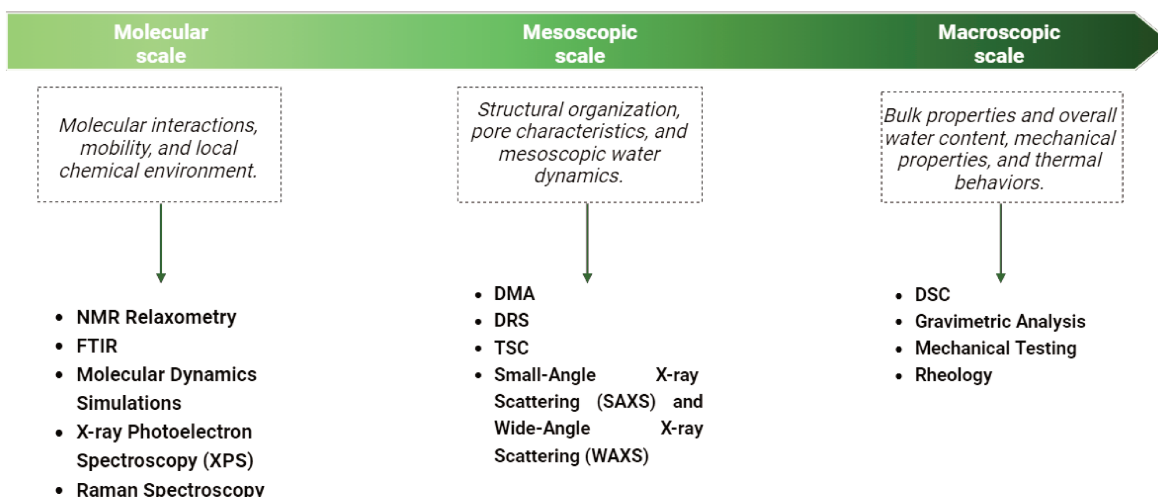 Molecular
scale
Mesoscopic
scale
Macroscopic
scale
Molecular interactions,
mobility, and local
chemical environment.
Structural organization,
pore characteristics, and
mesoscopic water
dynamics.
Bulk properties and overall
water content, mechanical
properties, and thermal
behaviors.
• NMR Relaxometry
• FTIR
• Molecular Dynamics
Simulations
• X-ray Photoelectron
Spectroscopy (XPS)
• Raman Spectroscopy
• DMA
• DRS
• TSC
• Small-Angle X-ray
Scattering (SAXS) and
Wide-Angle X-ray
Scattering (WAXS)
• DSC
• Gravimetric Analysis
• Mechanical Testing
• Rheology